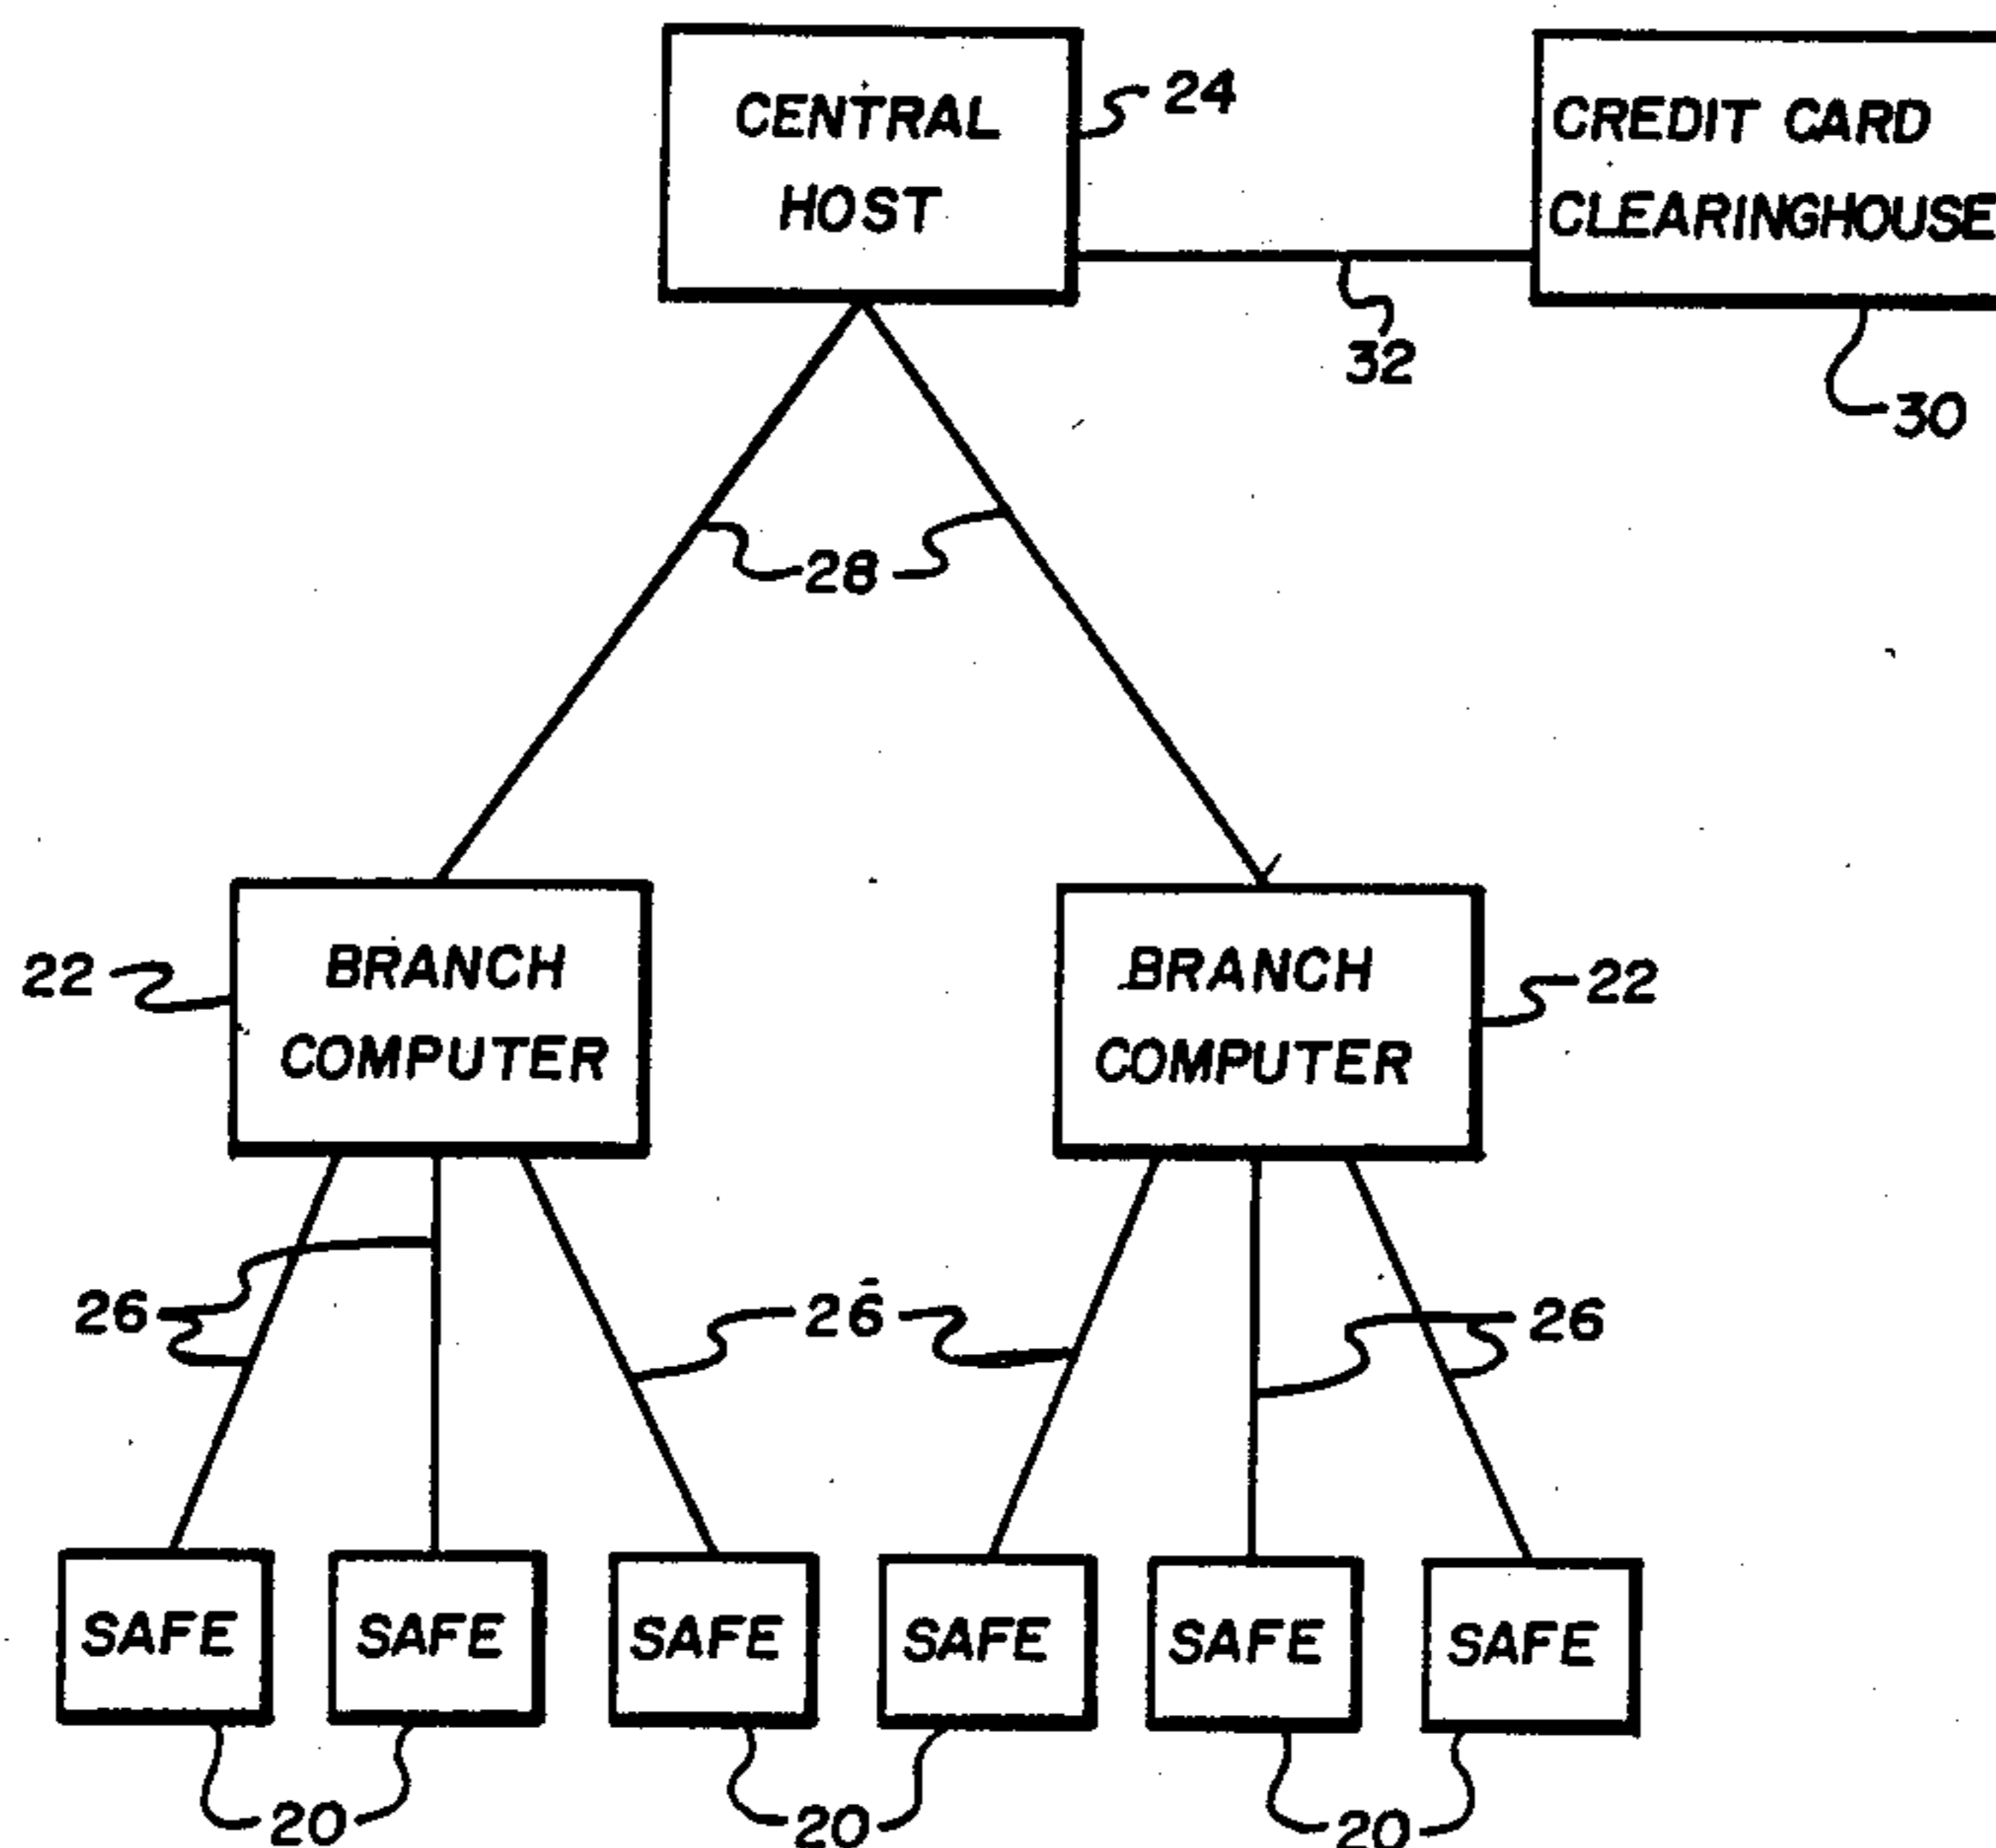 CENTRAL
HOST
24
CREDIT CARD
CLEARINGHOUSE
32
30
28
22
BRANCH
COMPUTER
BRANCH
COMPUTER
22
26
26
26
SAFE
SAFE
SAFE
SAFE
SAFE
SAFE
20
20
20